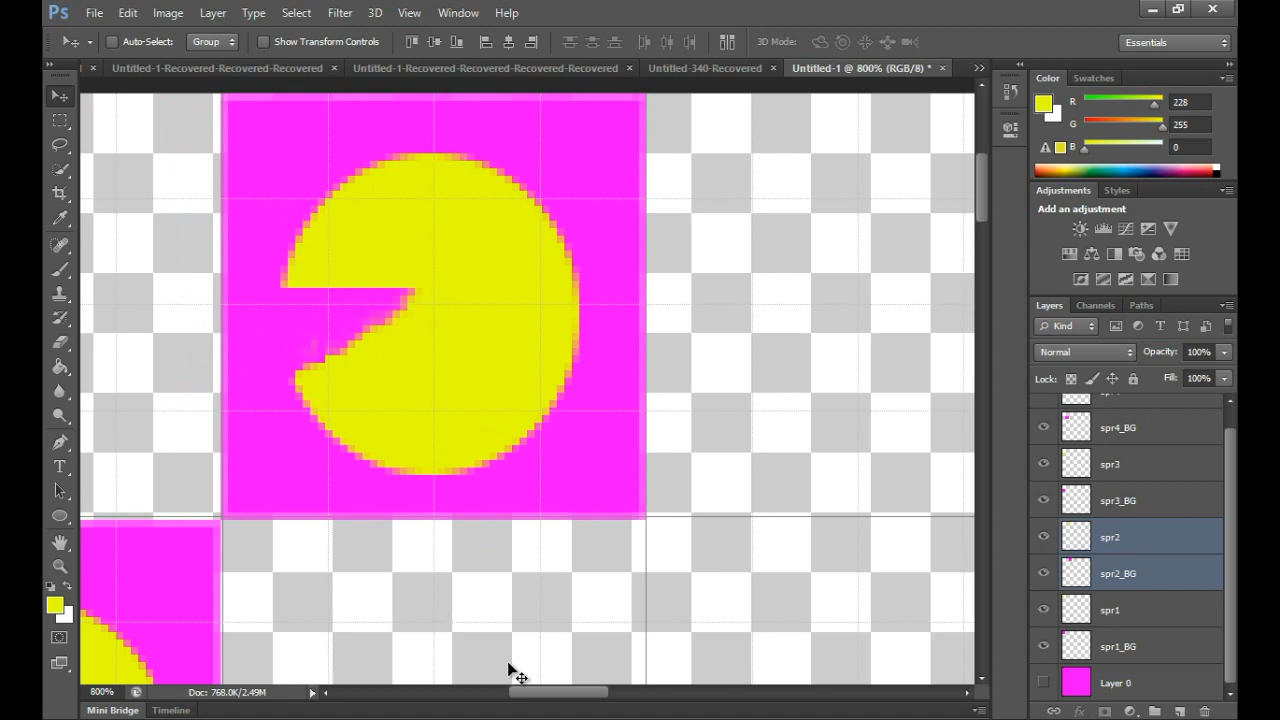 Ps File Edit Image Layer Type Select Filter 3D View Window Help
Auto-Select: Group Show Transform Controls 3D Mode: Essentials
Untitled-1-Recovered-Recovered-Recovered × Untitled-1-Recovered-Recovered-Recovered × Untitled-340-Recovered × Untitled-1 @ 800% (RGB/8) * ×
Color Swatches
R 228
G 255
B 0
Adjustments Styles
Add an adjustment
Layers Channels Paths
Kind
Normal Opacity: 100%
Lock: Fill: 100%
spr4_BG
spr3
spr3_BG
spr2
spr2_BG
spr1
spr1_BG
Layer 0
800% Doc: 768.0K/2.49M
Mini Bridge Timeline